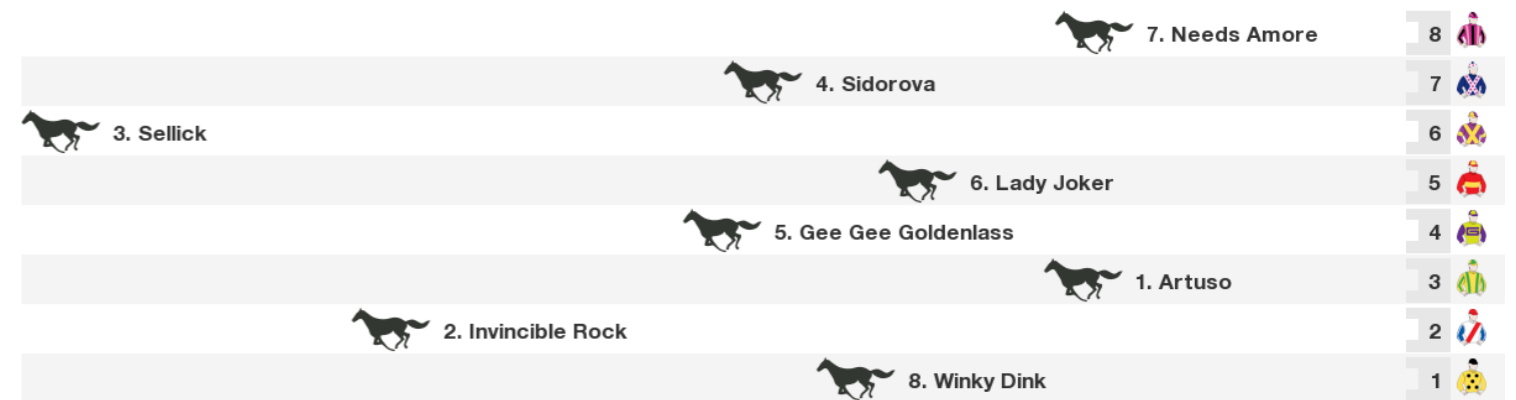 7. Needs Amore 8
4. Sidorova 7
3. Sellick 6
6. Lady Joker 5
5. Gee Gee Goldenlass 4
1. Artuso 3
2. Invincible Rock 2
8. Winky Dink 1